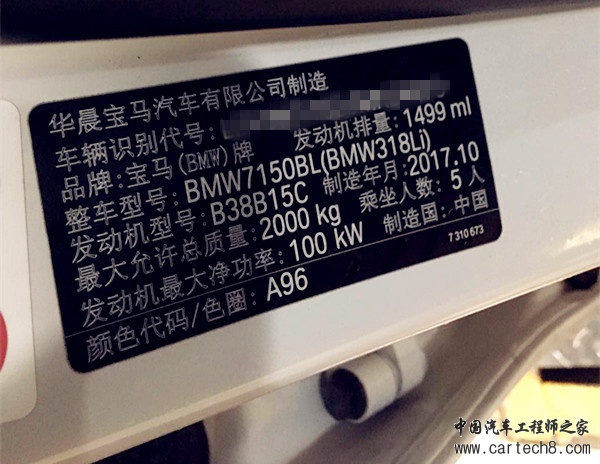 华晨宝马汽车有限公司制造
车辆识别代号:
品牌: 宝马(BMW)牌 发动机排量: 1499 ml
整车型号: BMW7150BL(BMW318Li)
发动机型号: B38B15C 制造年月: 2017.10
最大允许总质量: 2000 kg 乘坐人数: 5 人
发动机最大净功率: 100 kW 制造国: 中国
颜色代码/色圈: A96
7 310 673
中国汽车工程师之家
www.cartech8.com